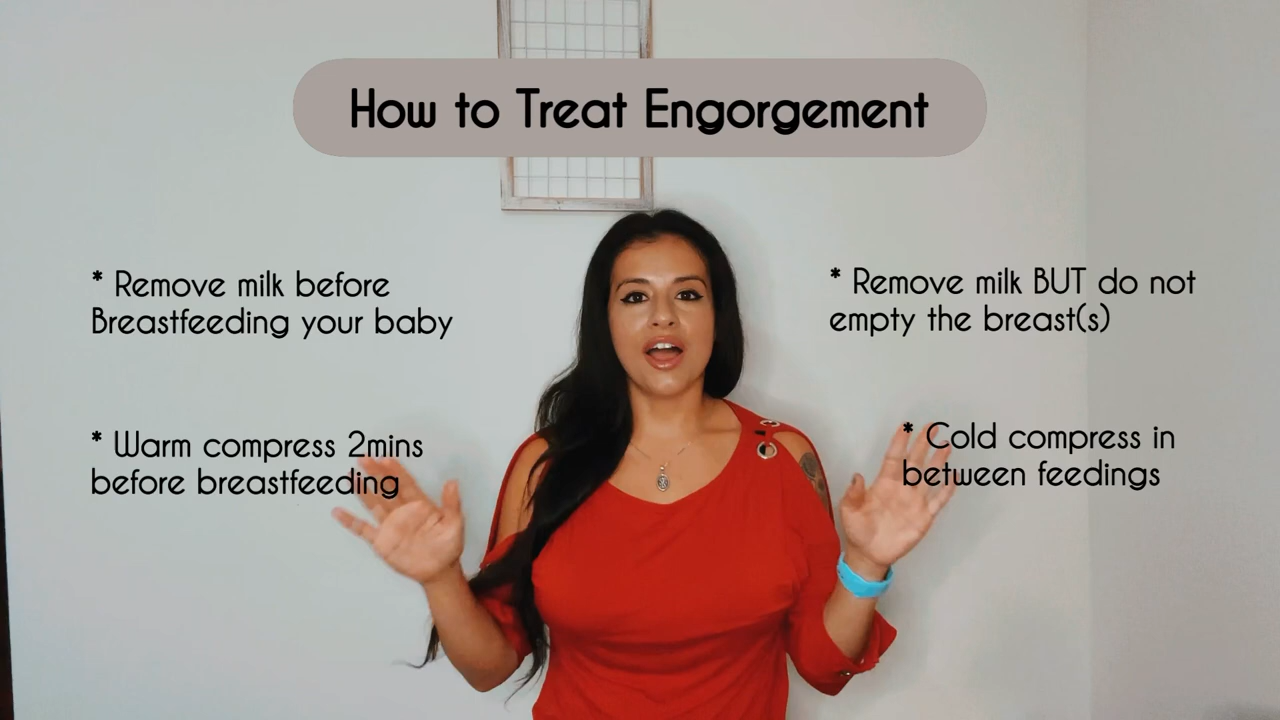 How to Treat Engorgement
* Remove milk before
Breastfeeding your baby
* Remove milk BUT do not
empty the breast(s)
* Warm compress 2mins
before breastfeeding
* Cold compress in
between feedings